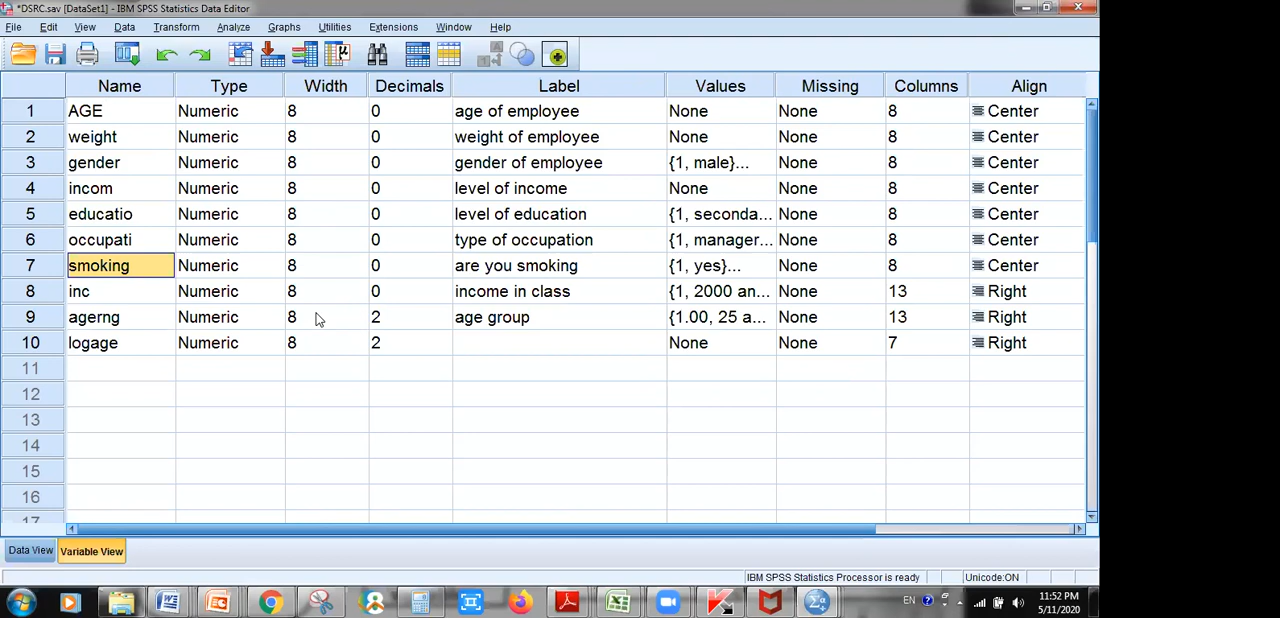 *DSRC.sav [DataSet1] - IBM SPSS Statistics Data Editor
File Edit View Data Transform Analyze Graphs Utilities Extensions Window Help
Name Type Width Decimals Label Values Missing Columns Align
1 AGE Numeric 8 0 age of employee None None 8 Center
2 weight Numeric 8 0 weight of employee None None 8 Center
3 gender Numeric 8 0 gender of employee {1, male}... None 8 Center
4 incom Numeric 8 0 level of income None None 8 Center
5 educatio Numeric 8 0 level of education {1, seconda... None 8 Center
6 occupati Numeric 8 0 type of occupation {1, manager... None 8 Center
7 smoking Numeric 8 0 are you smoking {1, yes}... None 8 Center
8 inc Numeric 8 0 income in class {1, 2000 an... None 13 Right
9 agerng Numeric 8 2 age group {1.00, 25 a... None 13 Right
10 logage Numeric 8 2 None None 7 Right
11
12
13
14
15
16
17
Data View Variable View
IBM SPSS Statistics Processor is ready Unicode:ON
EN 11:52 PM
5/11/2020